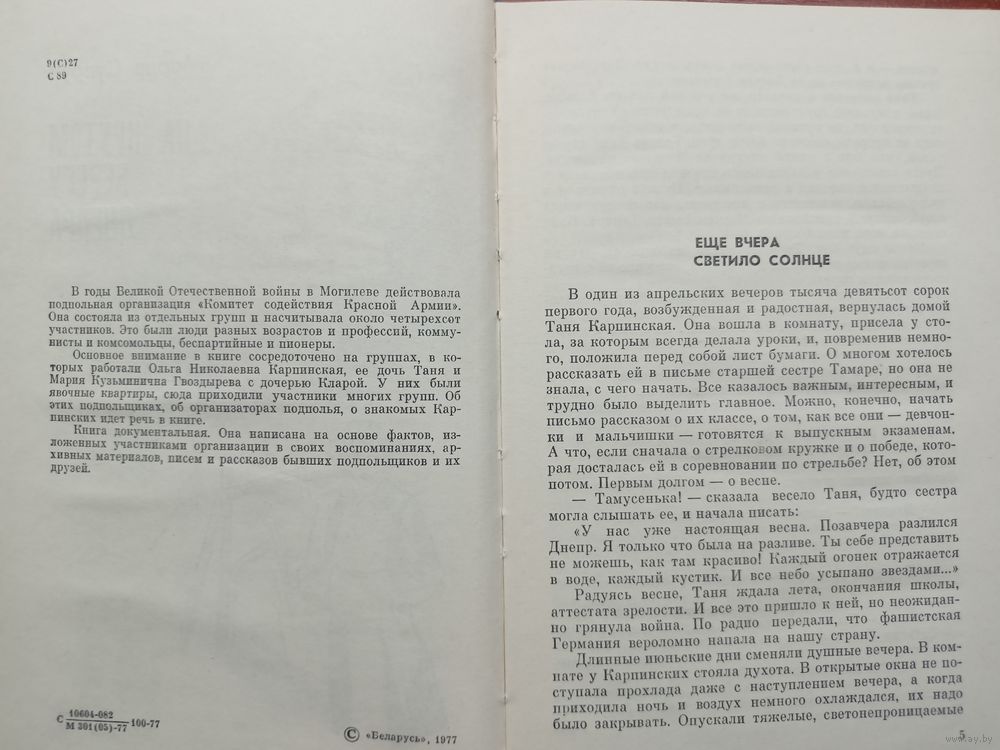 9(С)27
С 89
В годы Великой Отечественной войны в Могилеве действовала
подпольная организация «Комитет содействия Красной Армии».
Она состояла из отдельных групп и насчитывала около четырехсот
участников. Это были люди разных возрастов и профессий, комму-
нисты и комсомольцы, беспартийные и пионеры.
Основное внимание в книге сосредоточено на группах, в ко-
торых работали Ольга Николаевна Карпинская, ее дочь Таня и
Мария Кузьминична Гвоздырева с дочерью Кларой. У них были
явочные квартиры, сюда приходили участники многих групп. Об
этих подпольщиках, об организаторах подполья, о знакомых Кар-
пинских идет речь в книге.
Книга документальная. Она написана на основе фактов, из-
ложенных участниками организации в своих воспоминаниях, ар-
хивных материалов, писем и рассказов бывших подпольщиков и их
друзей.
С 10604-082
М 301(05)-77 100-77
© «Беларусь», 1977
ЕЩЕ ВЧЕРА
СВЕТИЛО СОЛНЦЕ
В один из апрельских вечеров тысяча девятьсот сорок
первого года, возбужденная и радостная, вернулась домой
Таня Карпинская. Она вошла в комнату, присела у сто-
ла, за которым всегда делала уроки, и, повременив немно-
го, положила перед собой лист бумаги. О многом хотелось
рассказать ей в письме старшей сестре Тамаре, но она не
знала, с чего начать. Все казалось важным, интересным, и
трудно было выделить главное. Можно, конечно, начать
письмо рассказом о их классе, о том, как все они — девчон-
ки и мальчишки — готовятся к выпускным экзаменам.
А что, если сначала о стрелковом кружке и о победе, кото-
рая досталась ей в соревновании по стрельбе? Нет, об этом
потом. Первым долгом — о весне.
— Тамусенька! — сказала весело Таня, будто сестра
могла слышать ее, и начала писать:
«У нас уже настоящая весна. Позавчера разлился
Днепр. Я только что была на разливе. Ты себе представить
не можешь, как там красиво! Каждый огонек отражается
в воде, каждый кустик. И все небо усыпано звездами...»
Радуясь весне, Таня ждала лета, окончания школы,
аттестата зрелости. И все это пришло к ней, но неожидан-
но грянула война. По радио передали, что фашистская
Германия вероломно напала на нашу страну.
Длинные июньские дни сменяли душные вечера. В ком-
нате у Карпинских стояла духота. В открытые окна не по-
ступала прохлада даже с наступлением вечера, а когда
приходила ночь и воздух немного охлаждался, их надо
было закрывать. Опускали тяжелые, светонепроницаемые
5
www.ay.by